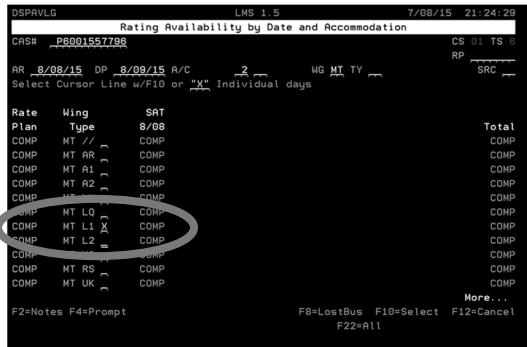 DSPAVLG LMS 1.5 7/08/15 21:24:29
Rating Availability by Date and Accommodation
CAS# P6001557796 CS 01 TS 6
RP
AR 8/08/15 DP 8/09/15 A/C 2 WG MT TY SRC
Select Cursor Line w/F10 or "X" Individual days
Rate Wing SAT
Plan Type 8/08 Total
COMP MT // COMP COMP
COMP MT AR COMP COMP
COMP MT A1 COMP COMP
COMP MT A2 COMP COMP
COMP MT COMP COMP
COMP MT LQ COMP COMP
COMP MT L1 X COMP COMP
COMP MT L2 COMP COMP
COMP MT COMP COMP
COMP MT RS COMP COMP
COMP MT UK COMP COMP
More...
F2=Notes F4=Prompt F8=LostBus F10=Select F12=Cancel
F22=All